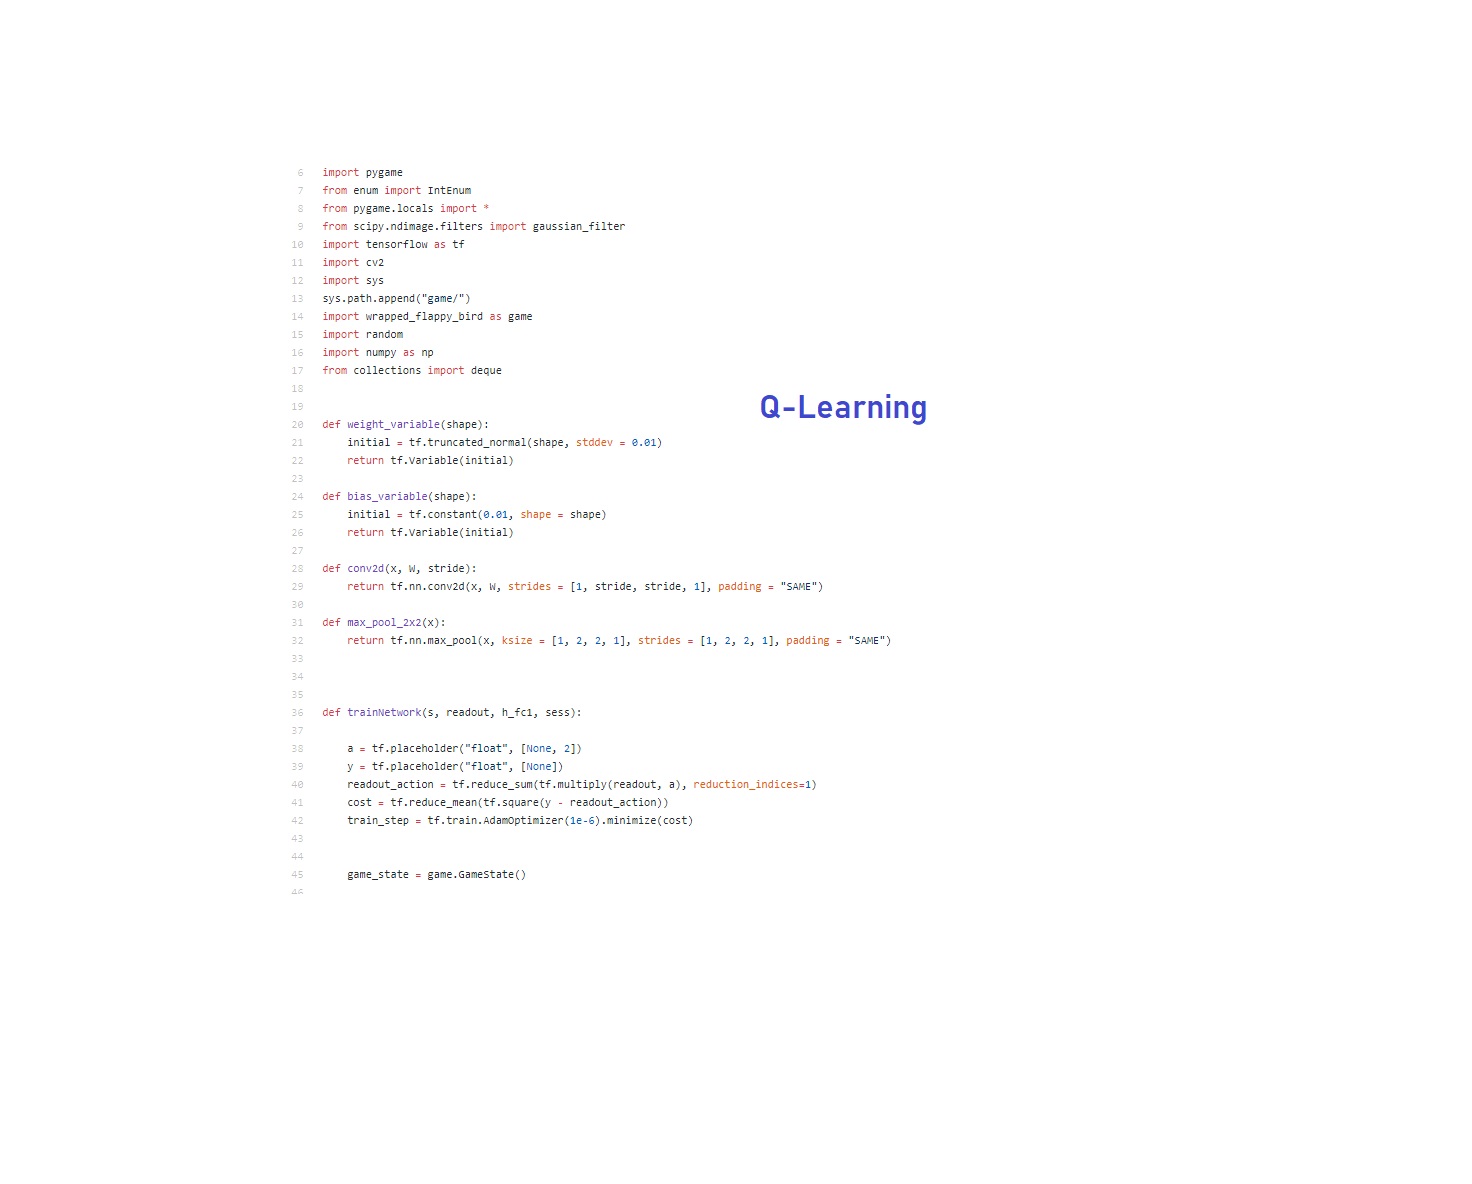 6 import pygame
7 from enum import IntEnum
8 from pygame.locals import *
9 from scipy.ndimage.filters import gaussian_filter
10 import tensorflow as tf
11 import cv2
12 import sys
13 sys.path.append("game/")
14 import wrapped_flappy_bird as game
15 import random
16 import numpy as np
17 from collections import deque
18
19
Q-Learning
20 def weight_variable(shape):
21     initial = tf.truncated_normal(shape, stddev = 0.01)
22     return tf.Variable(initial)
23
24 def bias_variable(shape):
25     initial = tf.constant(0.01, shape = shape)
26     return tf.Variable(initial)
27
28 def conv2d(x, W, stride):
29     return tf.nn.conv2d(x, W, strides = [1, stride, stride, 1], padding = "SAME")
30
31 def max_pool_2x2(x):
32     return tf.nn.max_pool(x, ksize = [1, 2, 2, 1], strides = [1, 2, 2, 1], padding = "SAME")
33
34
35
36 def trainNetwork(s, readout, h_fc1, sess):
37
38     a = tf.placeholder("float", [None, 2])
39     y = tf.placeholder("float", [None])
40     readout_action = tf.reduce_sum(tf.multiply(readout, a), reduction_indices=1)
41     cost = tf.reduce_mean(tf.square(y - readout_action))
42     train_step = tf.train.AdamOptimizer(1e-6).minimize(cost)
43
44
45     game_state = game.GameState()
46